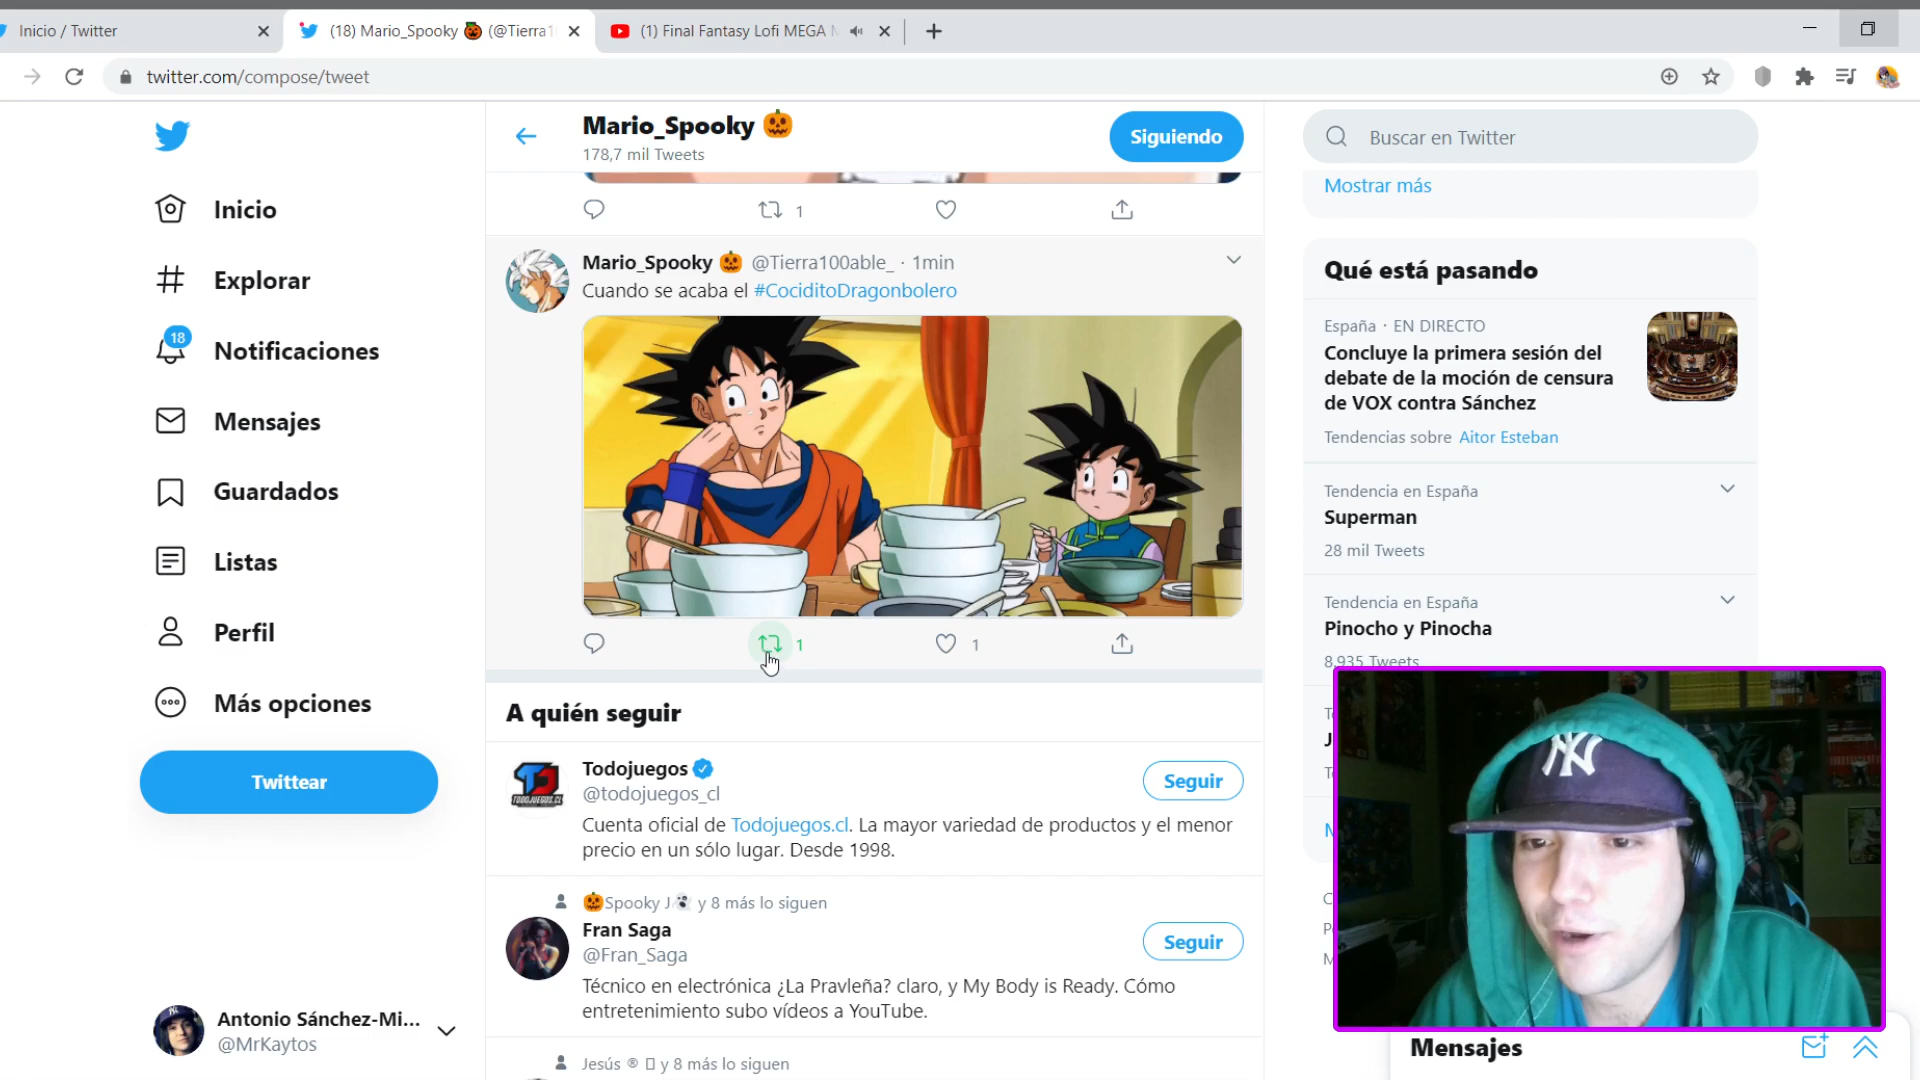 Inicio / Twitter
(18) Mario_Spooky 🎃 (@Tierra1
(1) Final Fantasy Lofi MEGA
twitter.com/compose/tweet
Mario_Spooky 🎃
178,7 mil Tweets
Siguiendo
Buscar en Twitter
Mostrar más
Inicio
Explorar
18
Notificaciones
Mensajes
Guardados
Listas
Perfil
Más opciones
Twittear
1
Mario_Spooky 🎃 @Tierra100able_ · 1min
Cuando se acaba el #CociditoDragonbolero
1
1
A quién seguir
TODOJUEGOS.CL
Todojuegos
@todojuegos_cl
Seguir
Cuenta oficial de Todojuegos.cl. La mayor variedad de productos y el menor
precio en un sólo lugar. Desde 1998.
🎃Spooky J👻 y 8 más lo siguen
Fran Saga
@Fran_Saga
Seguir
Técnico en electrónica ¿La Pravleña? claro, y My Body is Ready. Cómo
entretenimiento subo vídeos a YouTube.
Jesús ® y 8 más lo siguen
Qué está pasando
España · EN DIRECTO
Concluye la primera sesión del
debate de la moción de censura
de VOX contra Sánchez
Tendencias sobre Aitor Esteban
Tendencia en España
Superman
28 mil Tweets
Tendencia en España
Pinocho y Pinocha
8.935 Tweets
NY
Antonio Sánchez-Mi...
@MrKaytos
Mensajes